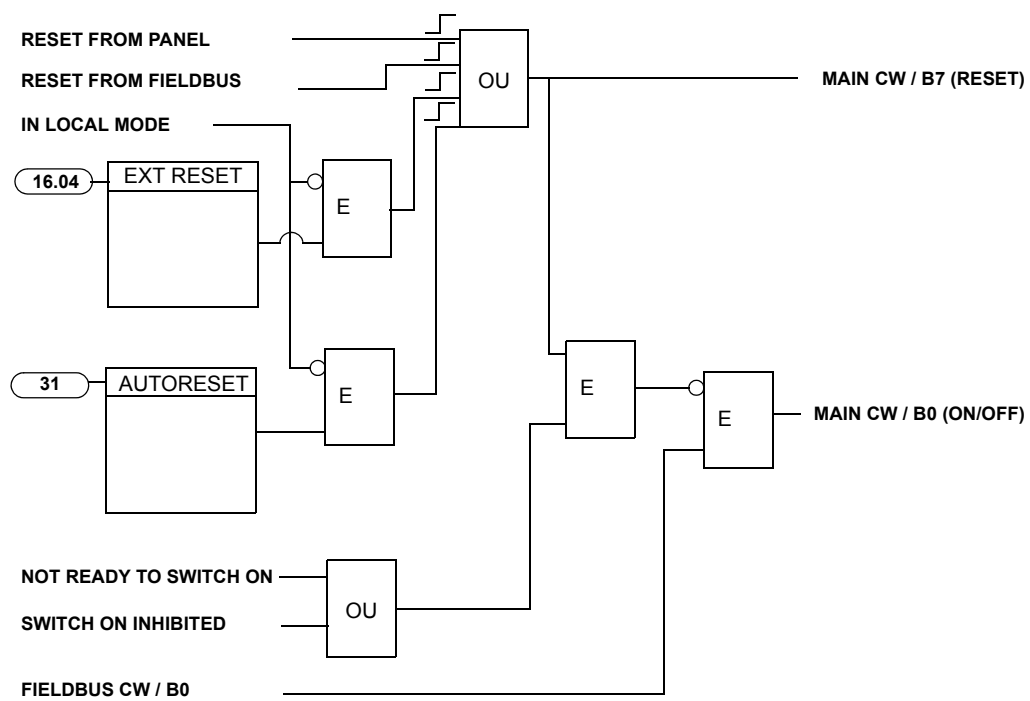 RESET FROM PANEL
RESET FROM FIELDBUS
OU
MAIN CW / B7 (RESET)
IN LOCAL MODE
16.04
EXT RESET
E
31
AUTORESET
E
E
E
MAIN CW / B0 (ON/OFF)
NOT READY TO SWITCH ON
OU
SWITCH ON INHIBITED
FIELDBUS CW / B0